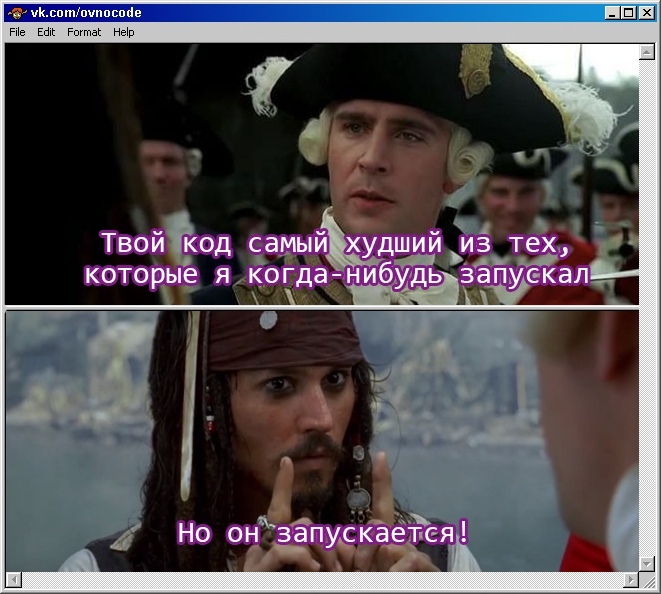 vk.com/ovnocode
File Edit Format Help
Твой код самый худший из тех,
которые я когда-нибудь запускал
Но он запускается!